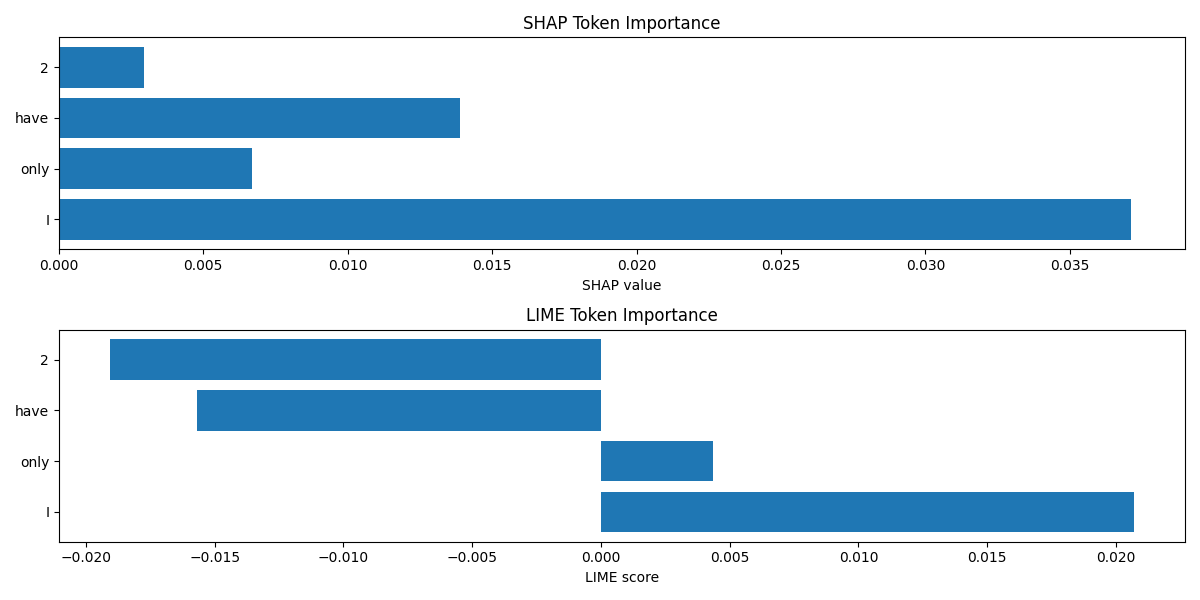 SHAP Token Importance
2
have
only
I
0.000 0.005 0.010 0.015 0.020 0.025 0.030 0.035
SHAP value
LIME Token Importance
2
have
only
I
−0.020 −0.015 −0.010 −0.005 0.000 0.005 0.010 0.015 0.020
LIME score